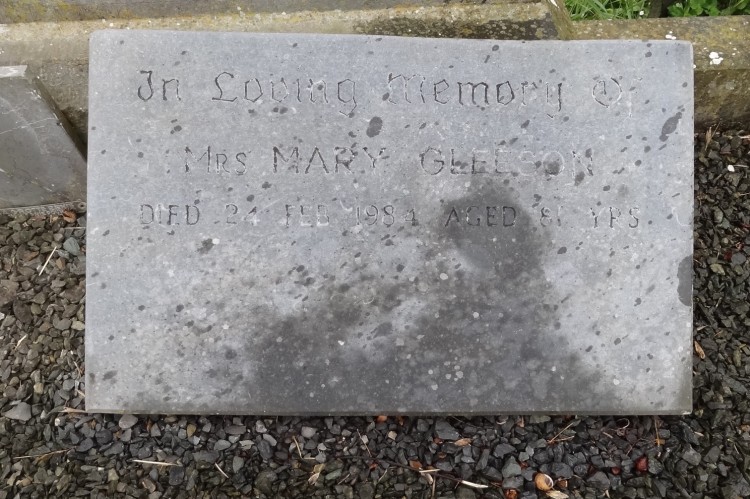 In Loving Memory Of
MRS MARY GLEESON
DIED 24 FEB 1984 AGED 81 YRS